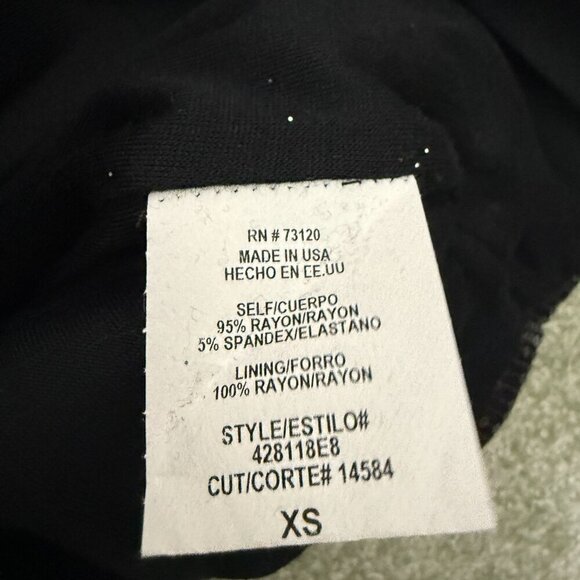 RN # 73120
MADE IN USA
HECHO EN EE.UU
SELF/CUERPO
95% RAYON/RAYON
5% SPANDEX/ELASTANO
LINING/FORRO
100% RAYON/RAYON
STYLE/ESTILO#
428118E8
CUT/CORTE# 14584
XS